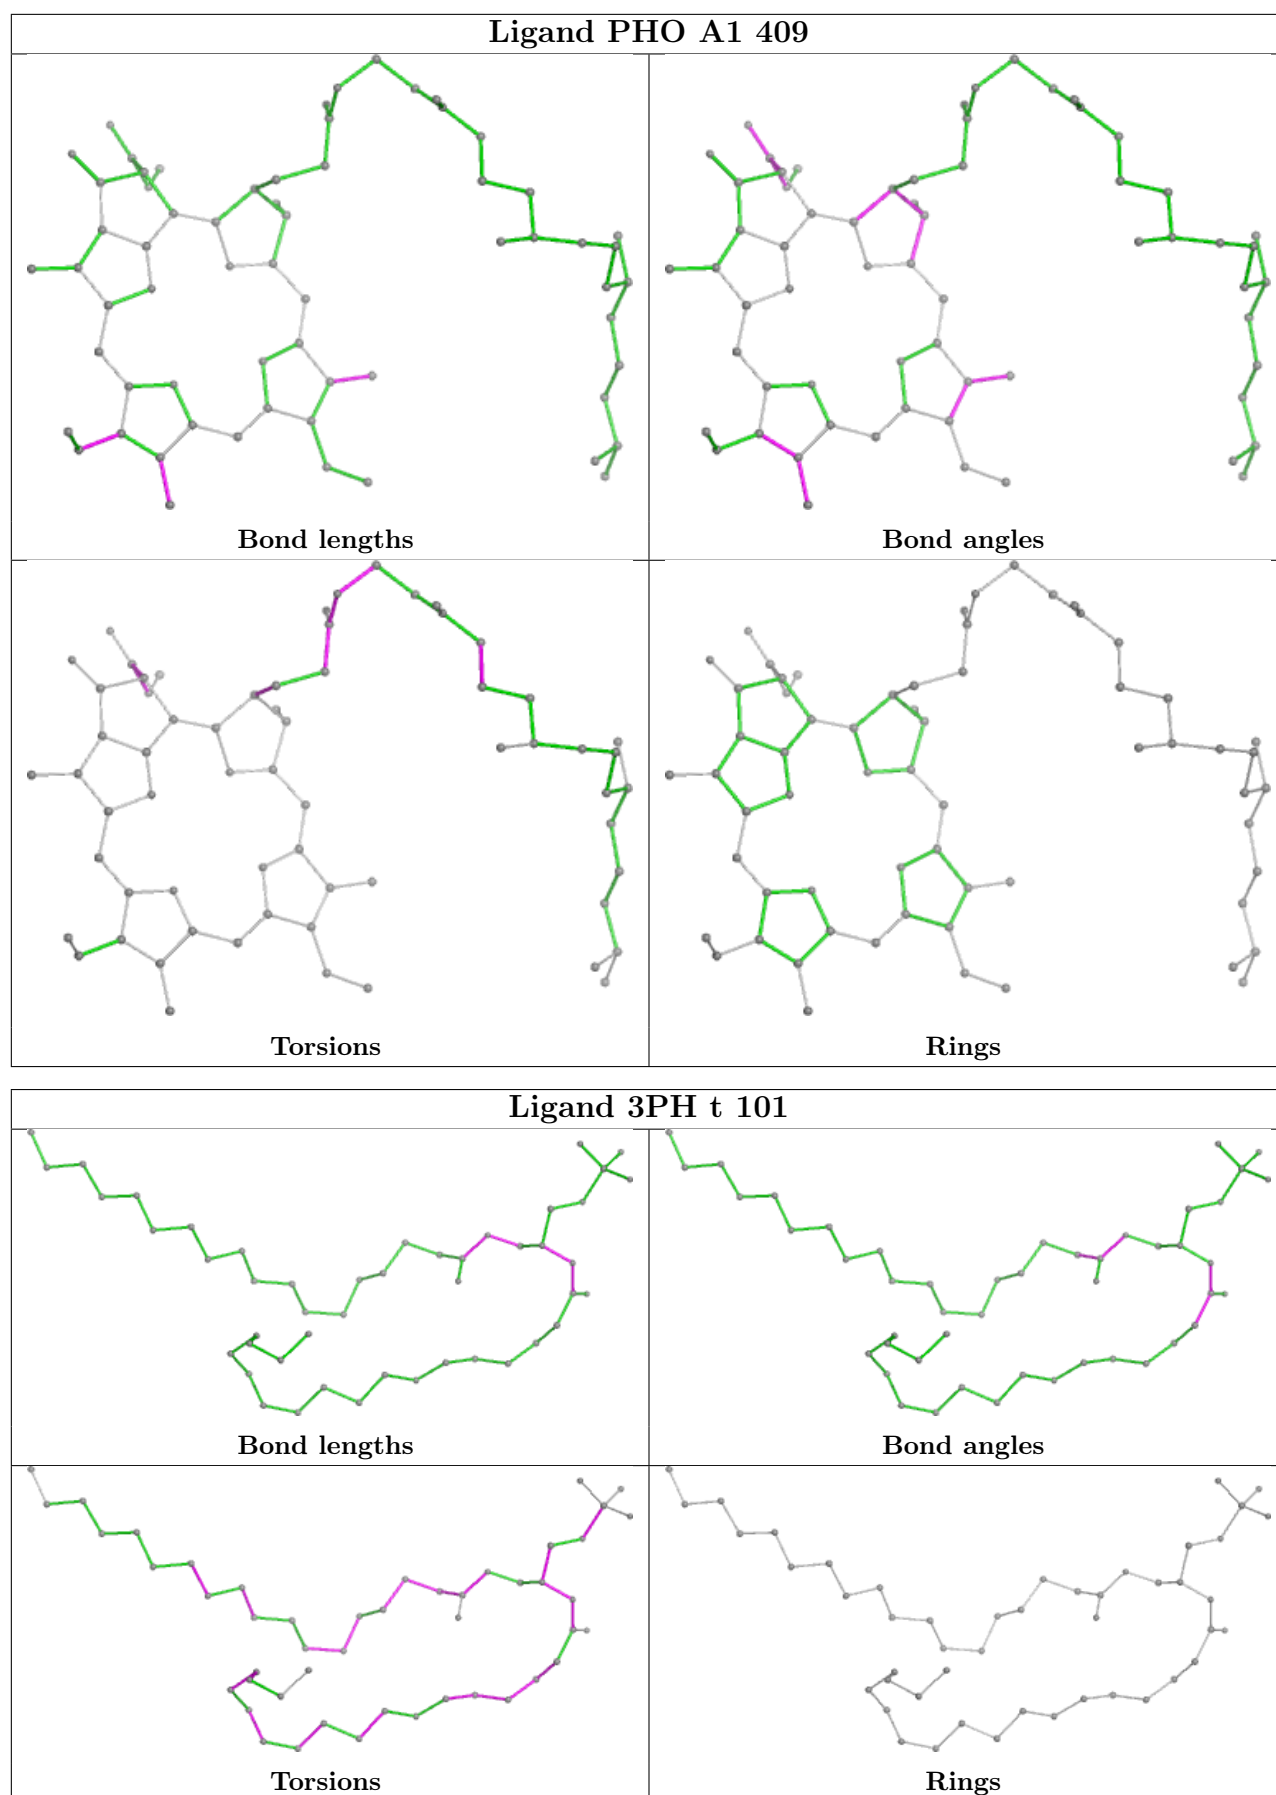 Ligand PHO A1 409
Bond lengths
Bond angles
Torsions
Rings
Ligand 3PH t 101
Bond lengths
Bond angles
Torsions
Rings